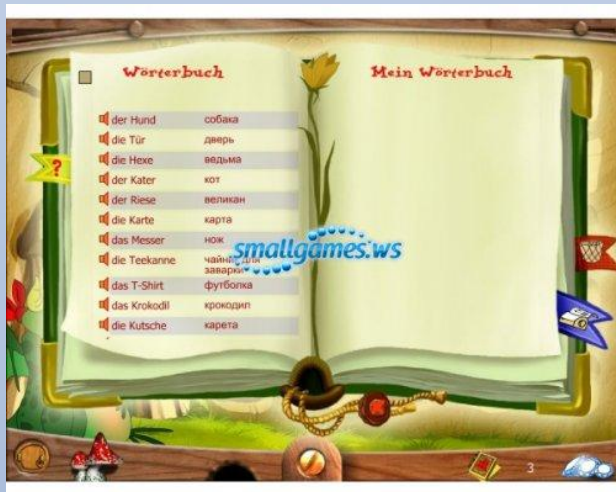 Wörterbuch
Mein Wörterbuch
der Hund собака
die Tür дверь
die Hexe ведьма
der Kater кот
der Riese великан
die Karte карта
das Messer нож
die Teekanne чайник для
заварки
das T-Shirt футболка
das Krokodil крокодил
die Kutsche карета
smallgames.ws
?
3